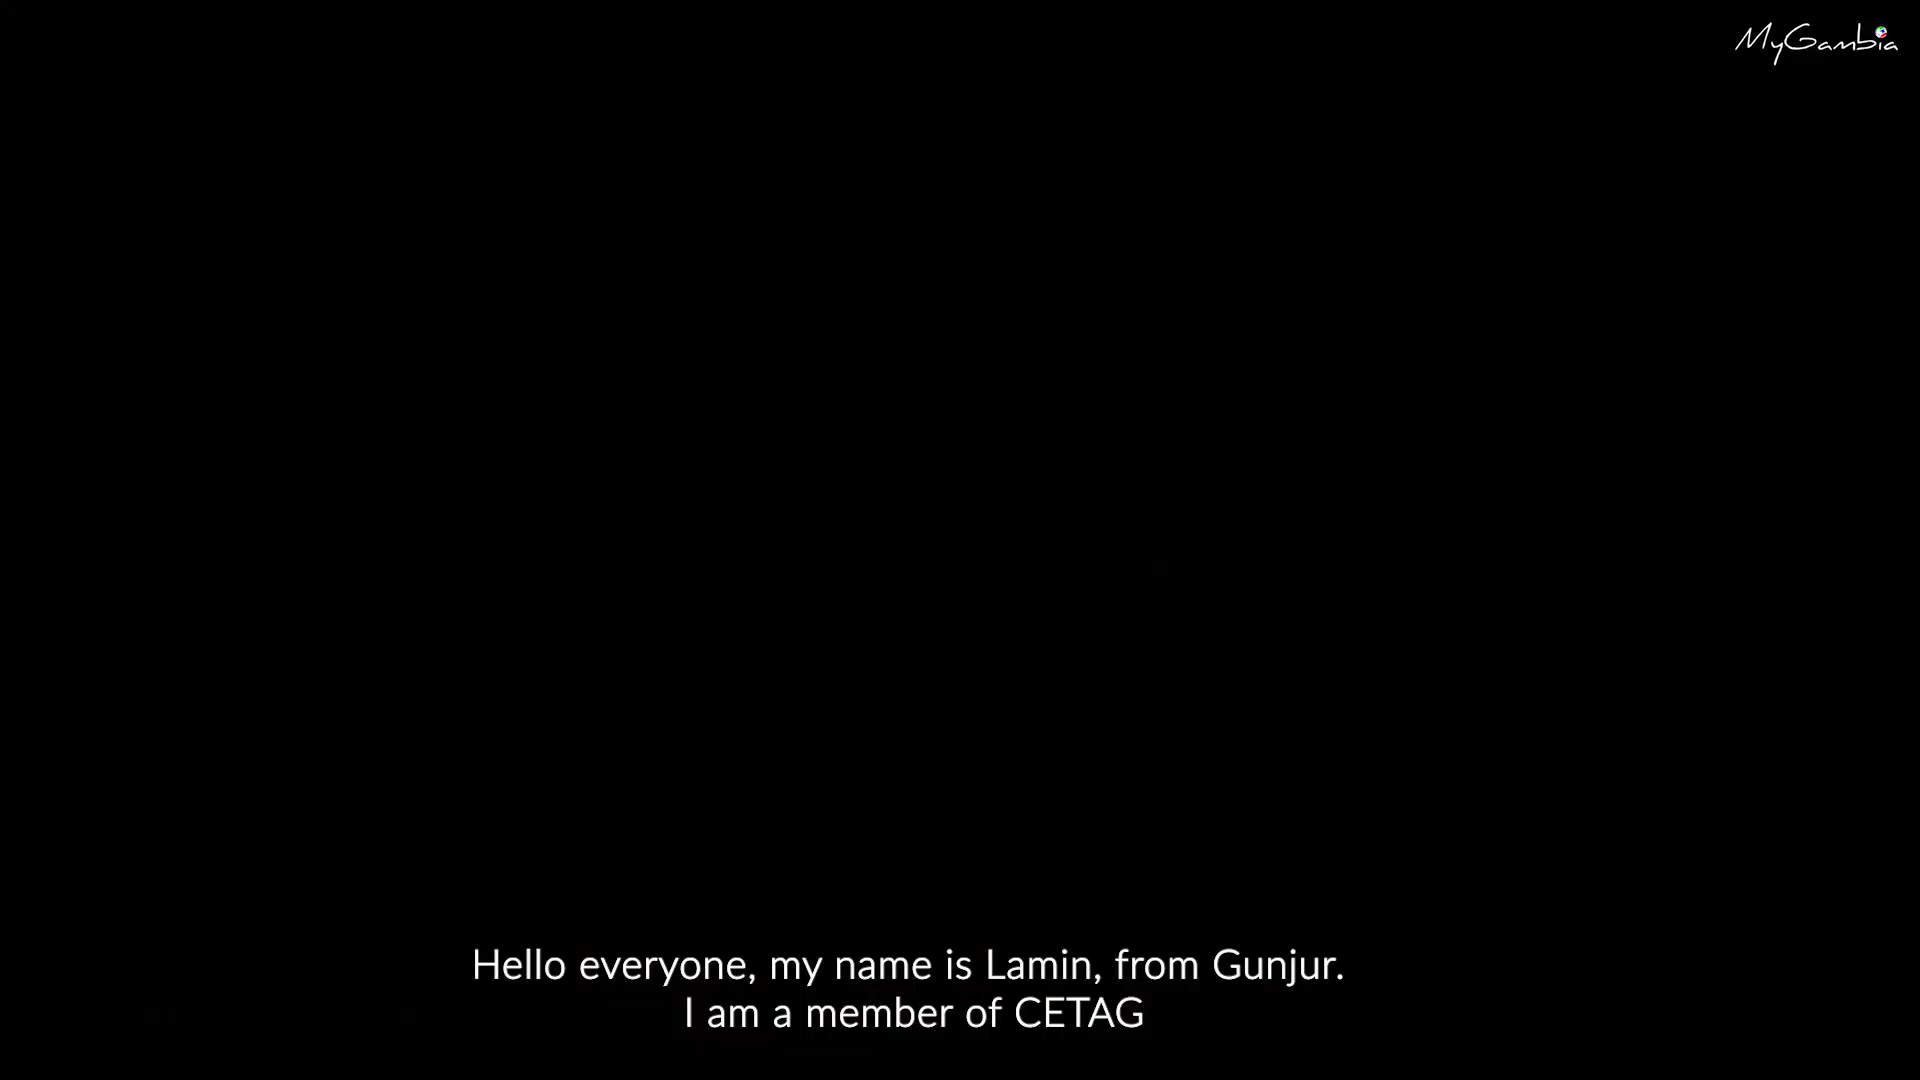 MyGambia
Hello everyone, my name is Lamin, from Gunjur.
I am a member of CETAG